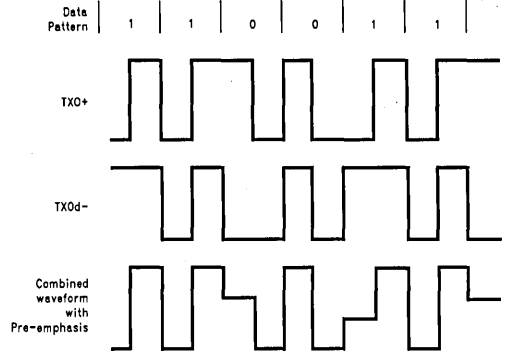 Data
Pattern
1 1 0 0 1 1
TXO+
TXOd-
Combined
waveform
with
Pre-emphasis